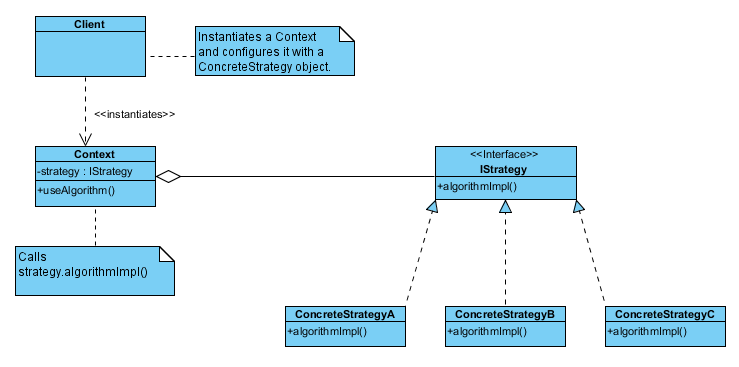 Client
Instantiates a Context
and configures it with a
ConcreteStrategy object.
<<instantiates>>
Context
-strategy : IStrategy
+useAlgorithm()
<<Interface>>
IStrategy
+algorithmImpl()
Calls
strategy.algorithmImpl()
ConcreteStrategyA
+algorithmImpl()
ConcreteStrategyB
+algorithmImpl()
ConcreteStrategyC
+algorithmImpl()